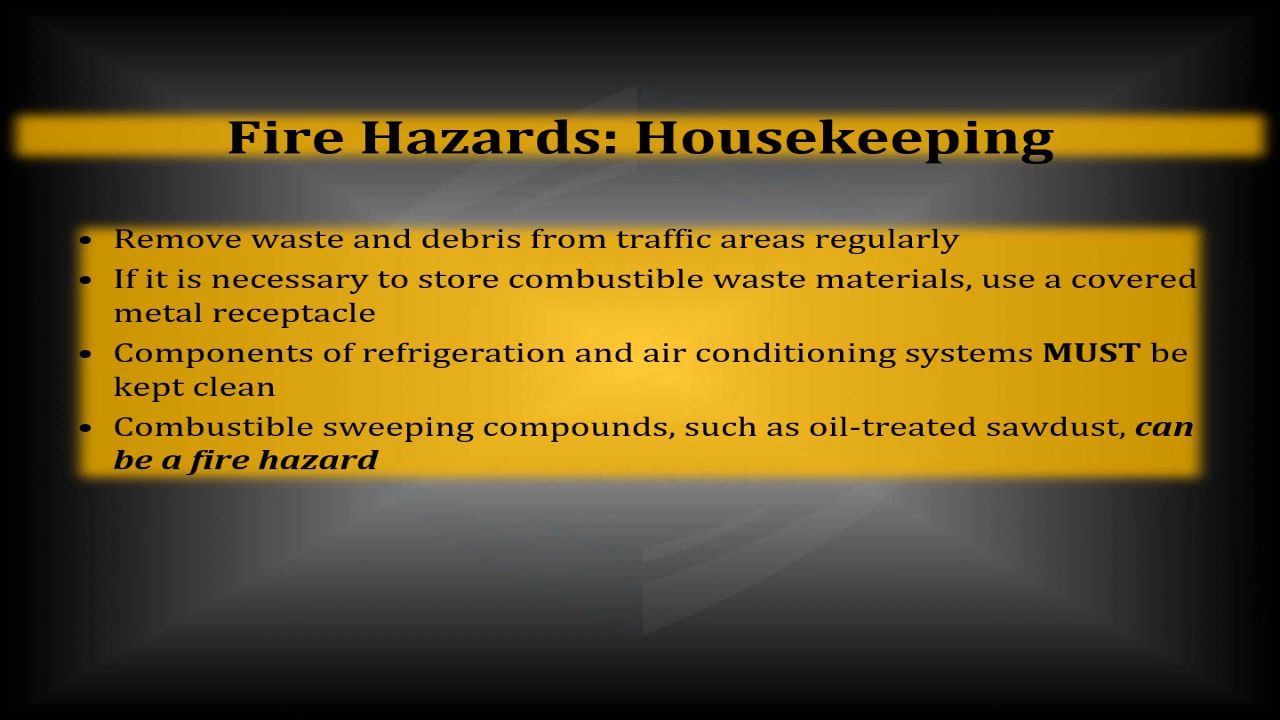 Fire Hazards: Housekeeping
• Remove waste and debris from traffic areas regularly
• If it is necessary to store combustible waste materials, use a covered
metal receptacle
• Components of refrigeration and air conditioning systems MUST be
kept clean
• Combustible sweeping compounds, such as oil-treated sawdust, can
be a fire hazard